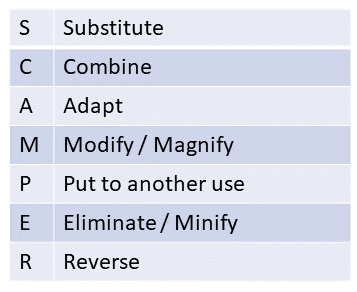 S Substitute
C Combine
A Adapt
M Modify / Magnify
P Put to another use
E Eliminate / Minify
R Reverse